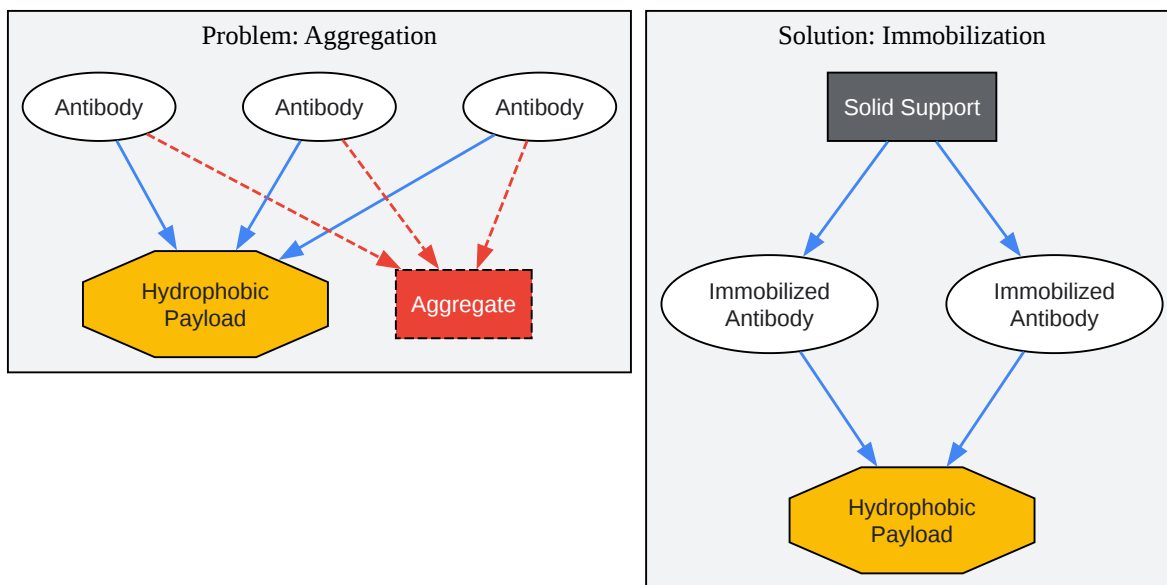 Problem: Aggregation
Antibody
Antibody
Antibody
Hydrophobic
Payload
Aggregate
Solution: Immobilization
Solid Support
Immobilized
Antibody
Immobilized
Antibody
Hydrophobic
Payload